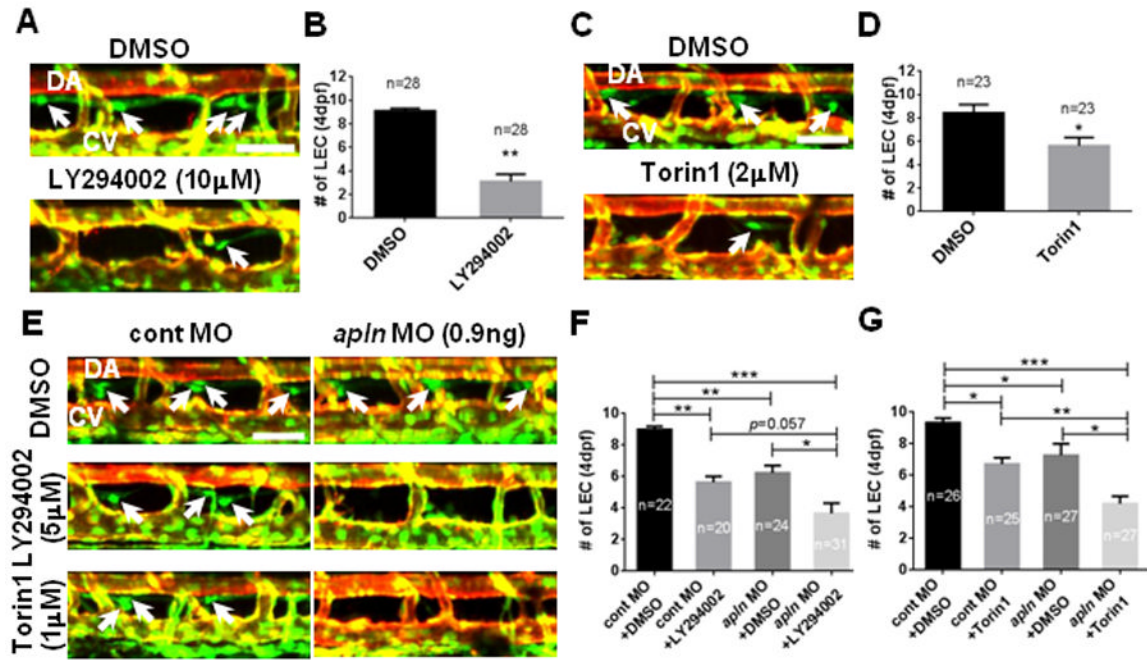 A
DMSO
DA
CV
LY294002 (10μM)
B
# of LEC (4dpf)
12
10
8
6
4
2
0
n=28
n=28
**
DMSO
LY294002
C
DMSO
DA
CV
Torin1 (2μM)
D
# of LEC (4dpf)
12
10
8
6
4
2
0
n=23
n=23
*
DMSO
Torin1
E
cont MO
apln MO (0.9ng)
DMSO
DA
CV
LY294002
(5μM)
Torin1
(1μM)
F
# of LEC (4dpf)
10
8
6
4
2
0
***
**
**
p=0.057
*
n=22
n=20
n=24
n=31
cont MO
+DMSO
cont MO
+LY294002
apln MO
+DMSO
apln MO
+LY294002
G
# of LEC (4dpf)
10
8
6
4
2
0
***
*
*
**
*
n=26
n=25
n=27
n=27
cont MO
+DMSO
cont MO
+Torin1
apln MO
+DMSO
apln MO
+Torin1